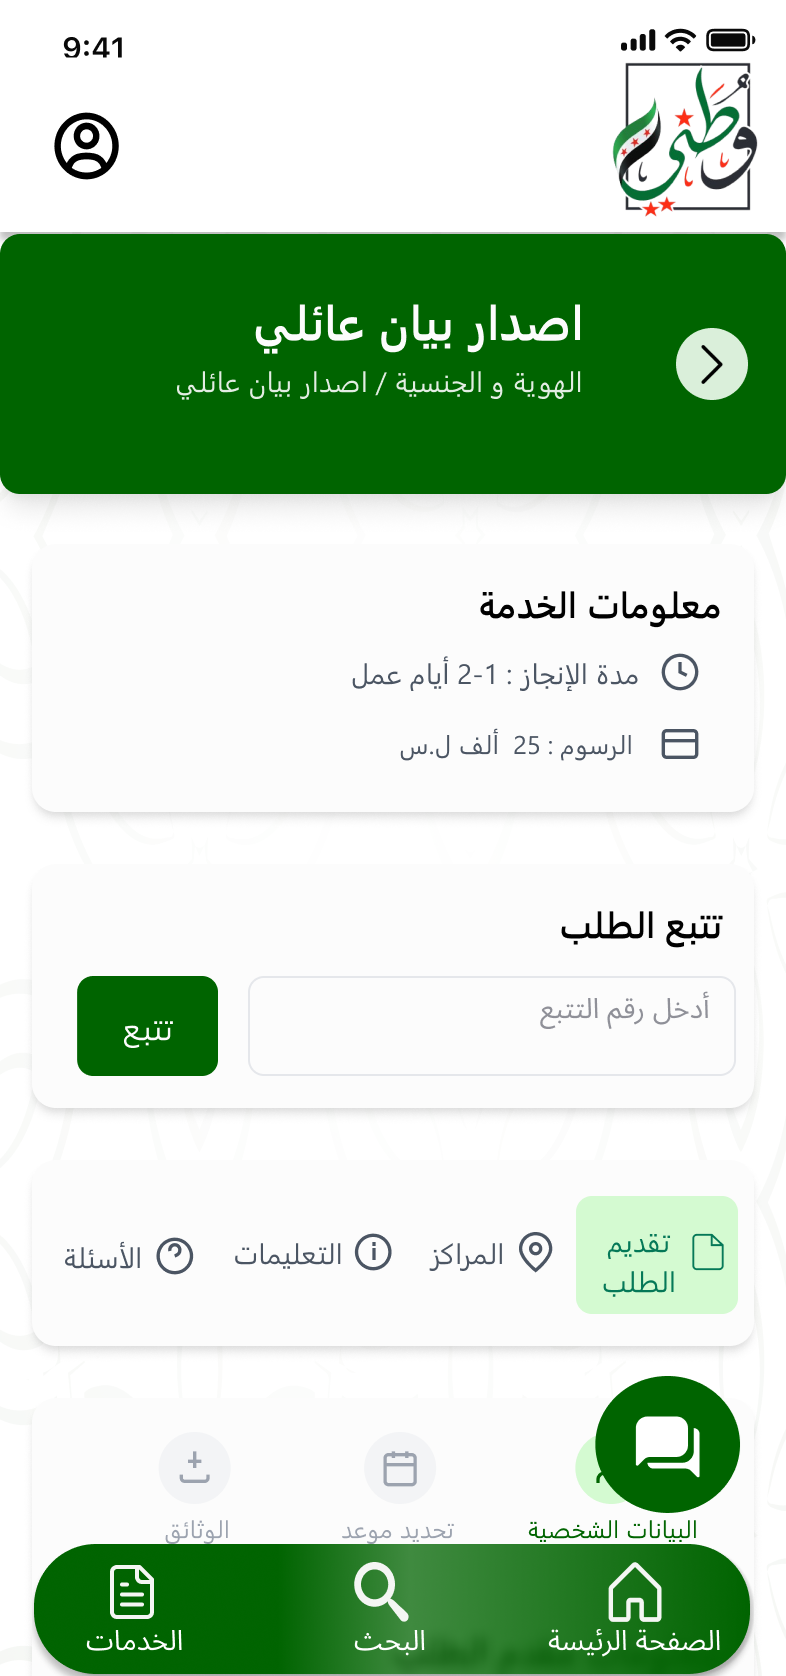 9:41
وطني
اصدار بيان عائلي
الهوية و الجنسية / اصدار بيان عائلي
معلومات الخدمة
مدة الإنجاز : 1-2 أيام عمل
الرسوم : 25 ألف ل.س
تتبع الطلب
أدخل رقم التتبع
تتبع
تقديم الطلب
المراكز
التعليمات
الأسئلة
البيانات الشخصية
تحديد موعد
الوثائق
الصفحة الرئيسة
البحث
الخدمات